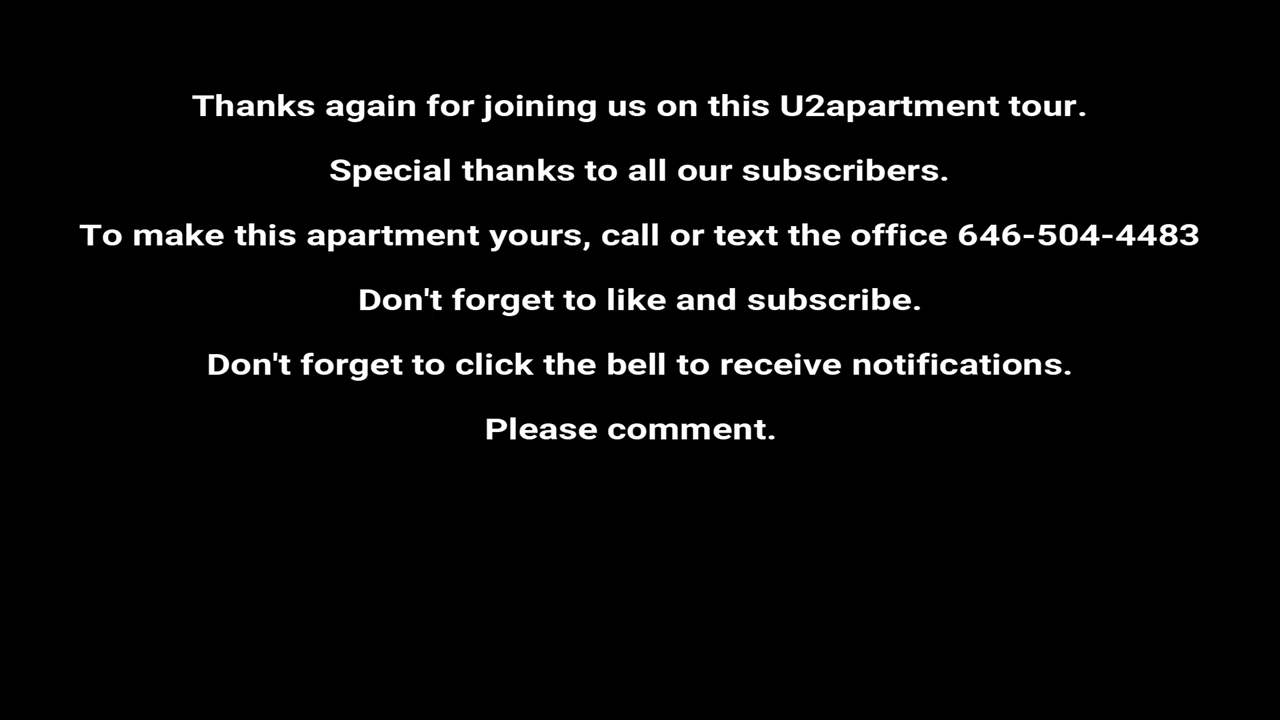 Thanks again for joining us on this U2apartment tour.
Special thanks to all our subscribers.
To make this apartment yours, call or text the office 646-504-4483
Don't forget to like and subscribe.
Don't forget to click the bell to receive notifications.
Please comment.